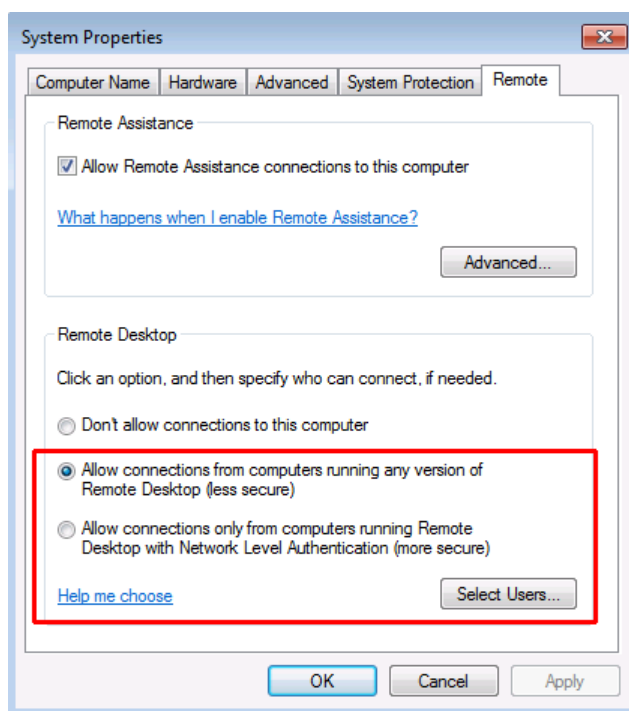 System Properties
Computer Name Hardware Advanced System Protection Remote
Remote Assistance
Allow Remote Assistance connections to this computer
What happens when I enable Remote Assistance?
Advanced...
Remote Desktop
Click an option, and then specify who can connect, if needed.
Don't allow connections to this computer
Allow connections from computers running any version of
Remote Desktop (less secure)
Allow connections only from computers running Remote
Desktop with Network Level Authentication (more secure)
Help me choose Select Users...
OK Cancel Apply